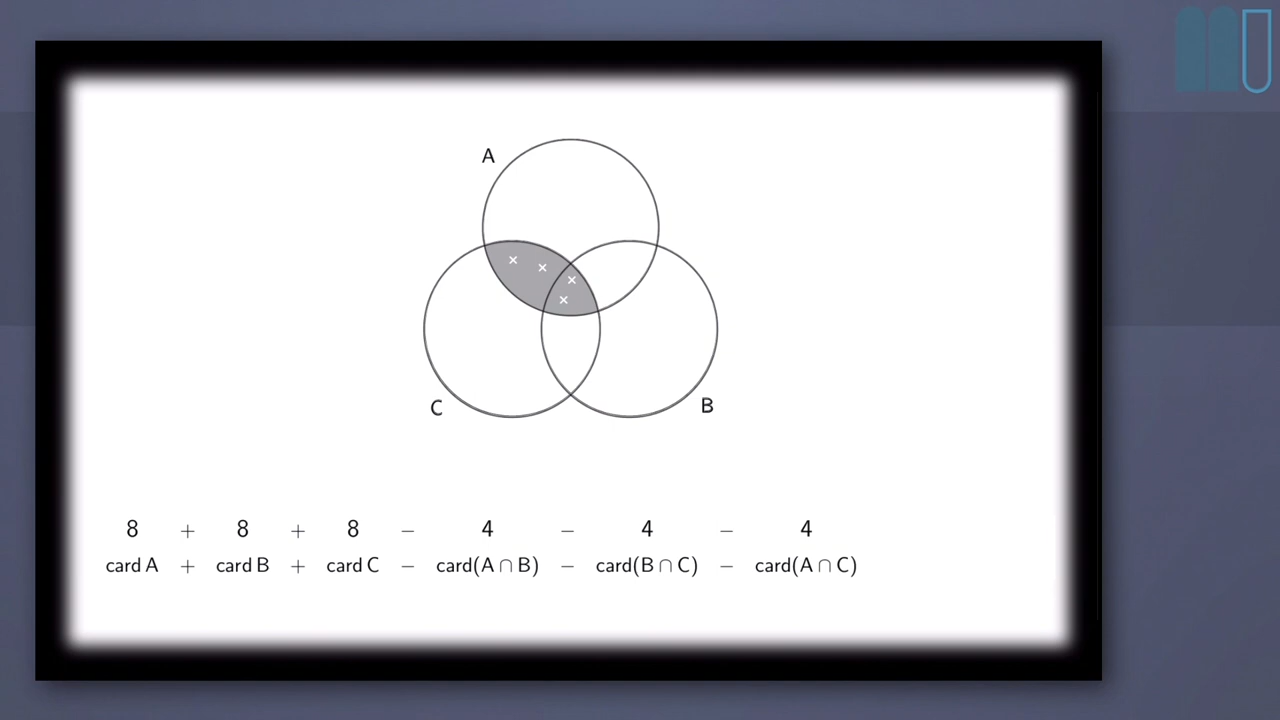 A
C
B
8 + 8 + 8 − 4 − 4 − 4
card A + card B + card C − card(A ∩ B) − card(B ∩ C) − card(A ∩ C)